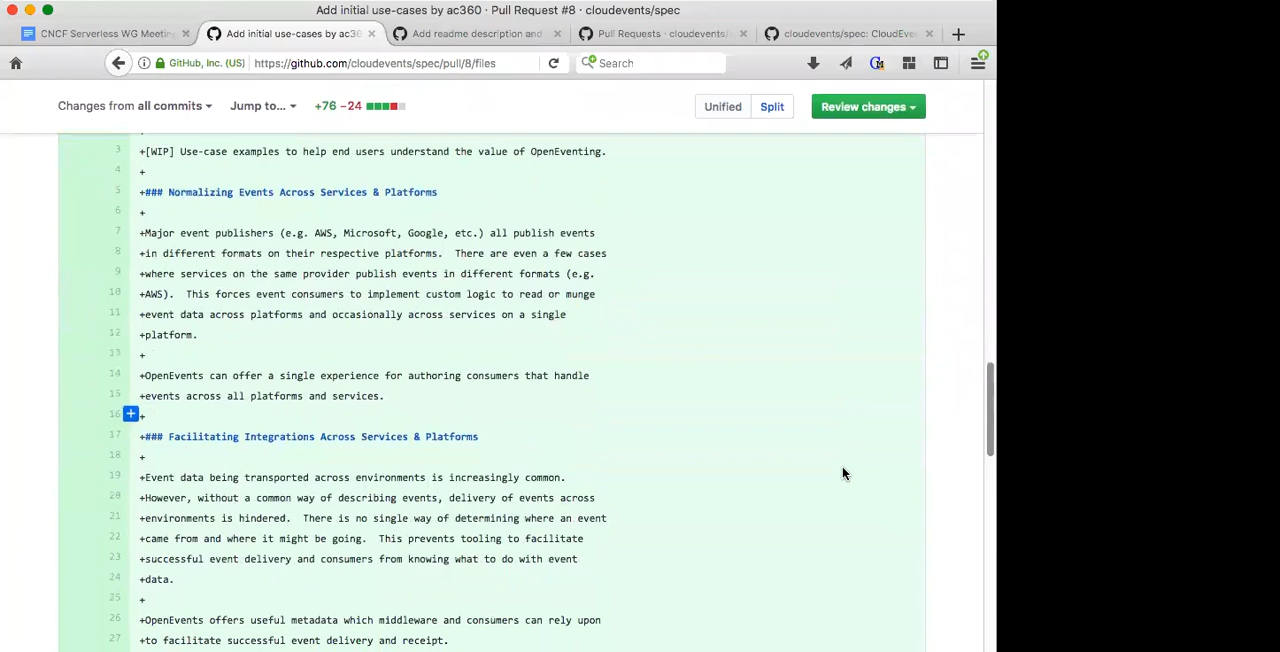 Add initial use-cases by ac360 · Pull Request #8 · cloudevents/spec
CNCF Serverless WG Meeting
Add initial use-cases by ac36
Add readme description and
Pull Requests · cloudevents/
cloudevents/spec: CloudEve
GitHub, Inc. (US)
https://github.com/cloudevents/spec/pull/8/files
Search
Changes from all commits
Jump to...
+76 −24
Unified
Split
Review changes
3 +[WIP] Use-case examples to help end users understand the value of OpenEventing.
4 +
5 +### Normalizing Events Across Services & Platforms
6 +
7 +Major event publishers (e.g. AWS, Microsoft, Google, etc.) all publish events
8 +in different formats on their respective platforms.  There are even a few cases
9 +where services on the same provider publish events in different formats (e.g.
10 +AWS).  This forces event consumers to implement custom logic to read or munge
11 +event data across platforms and occasionally across services on a single
12 +platform.
13 +
14 +OpenEvents can offer a single experience for authoring consumers that handle
15 +events across all platforms and services.
16 +
17 +### Facilitating Integrations Across Services & Platforms
18 +
19 +Event data being transported across environments is increasingly common.
20 +However, without a common way of describing events, delivery of events across
21 +environments is hindered.  There is no single way of determining where an event
22 +came from and where it might be going.  This prevents tooling to facilitate
23 +successful event delivery and consumers from knowing what to do with event
24 +data.
25 +
26 +OpenEvents offers useful metadata which middleware and consumers can rely upon
27 +to facilitate successful event delivery and receipt.